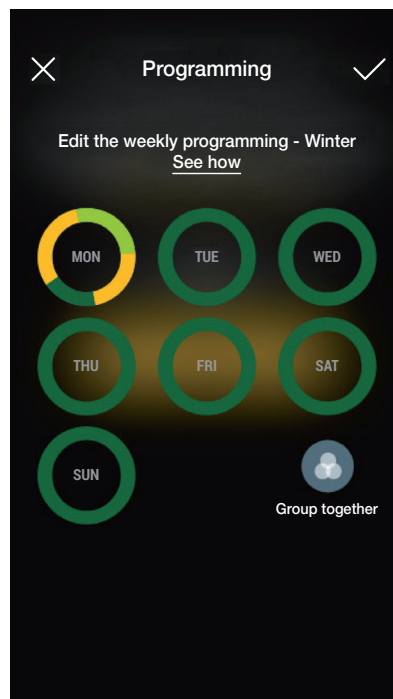 Programming
Edit the weekly programming - Winter
See how
MON
TUE
WED
THU
FRI
SAT
SUN
Group together